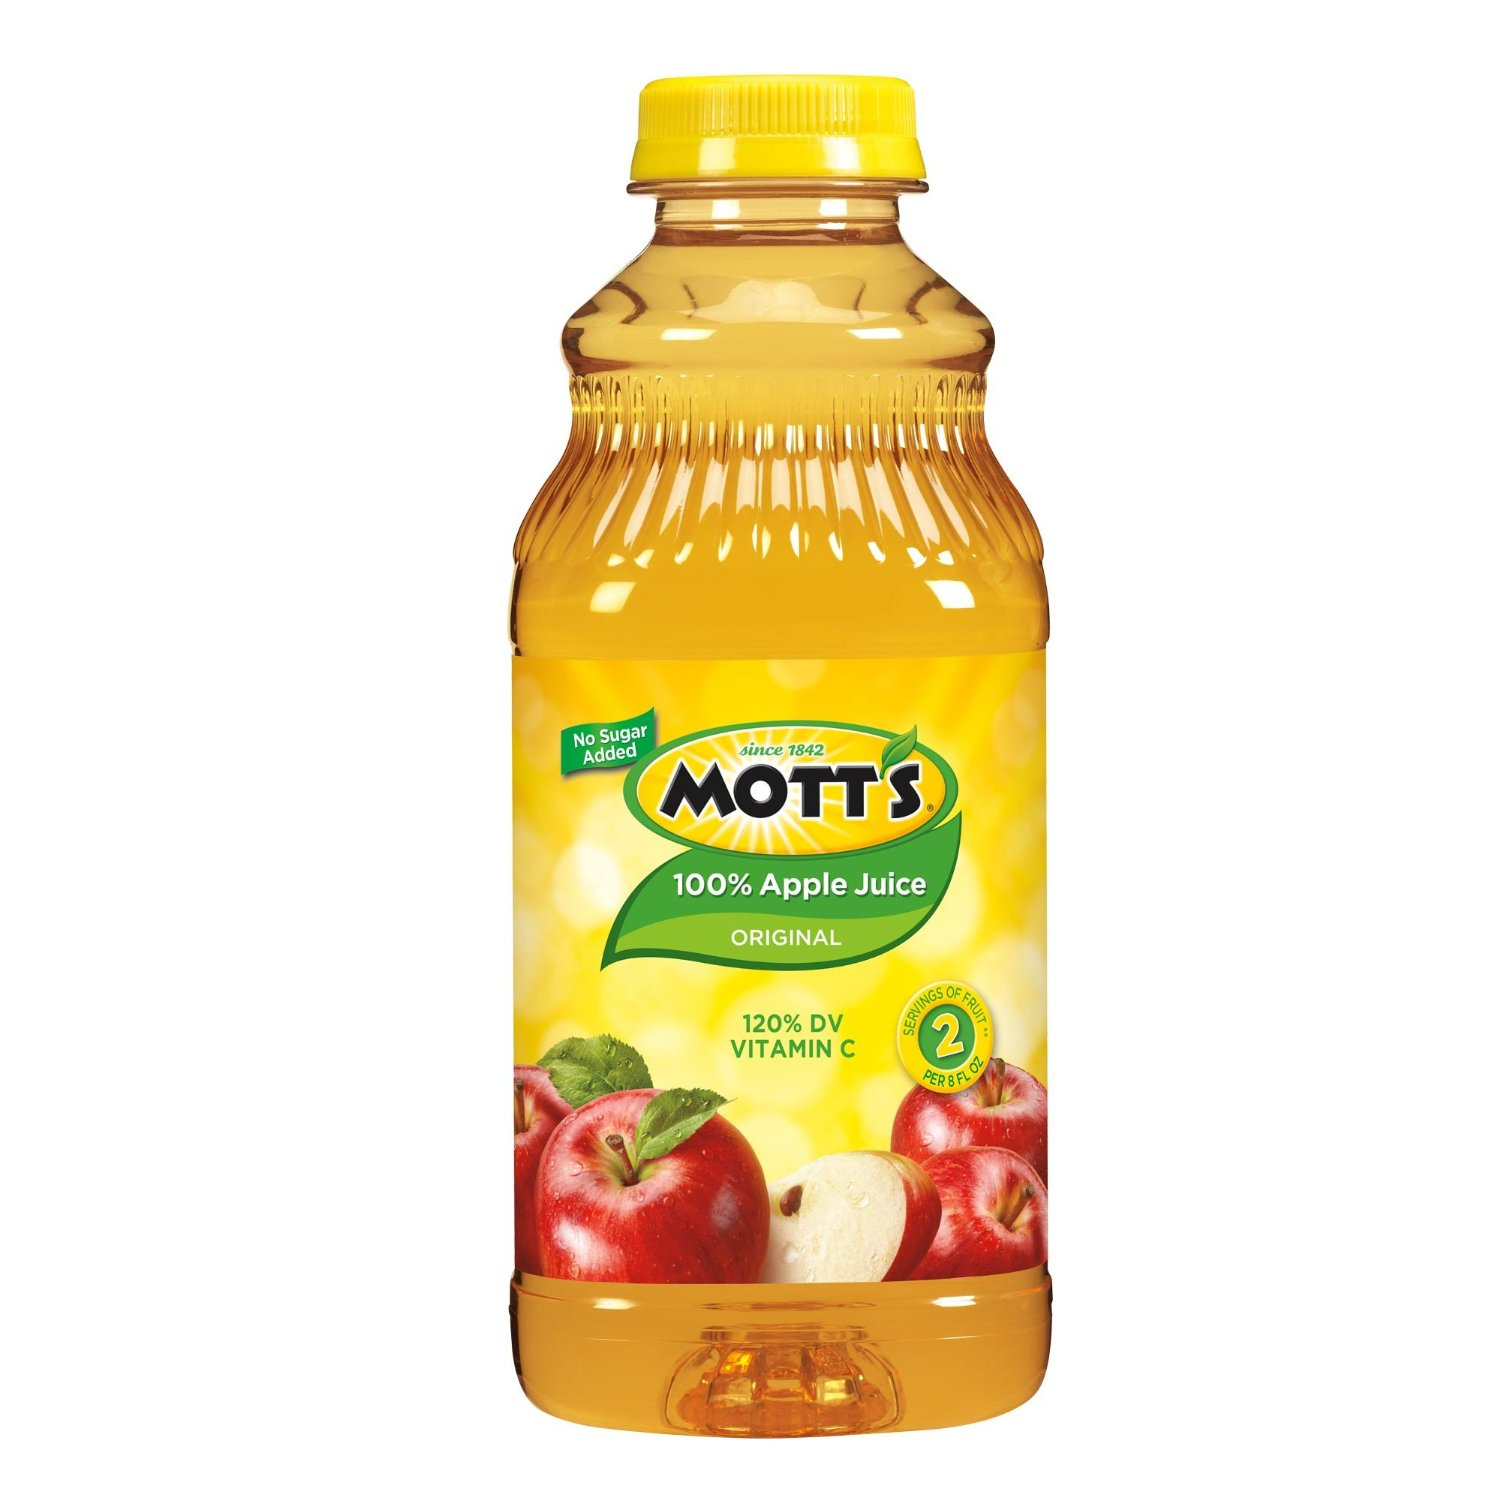 No Sugar
Added
since 1842
MOTT'S®
100% Apple Juice
ORIGINAL
120% DV
VITAMIN C
SERVINGS OF FRUIT**
2
PER 8 FL OZ